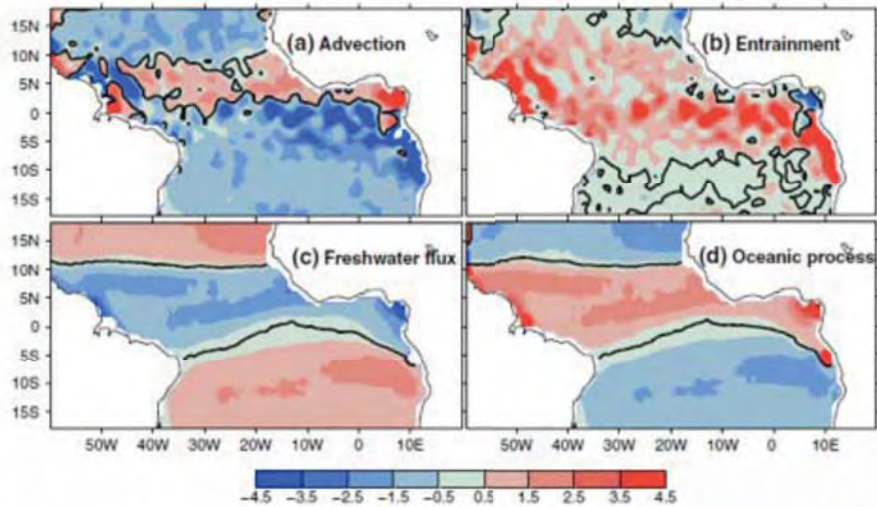 (a) Advection
(b) Entrainment
15N
10N
5N
0
5S
10S
15S
(c) Freshwater flux
(d) Oceanic process
15N
10N
5N
0
5S
10S
15S
50W 40W 30W 20W 10W 0 10E
50W 40W 30W 20W 10W 0 10E
−4.5 −3.5 −2.5 −1.5 −0.5 0.5 1.5 2.5 3.5 4.5